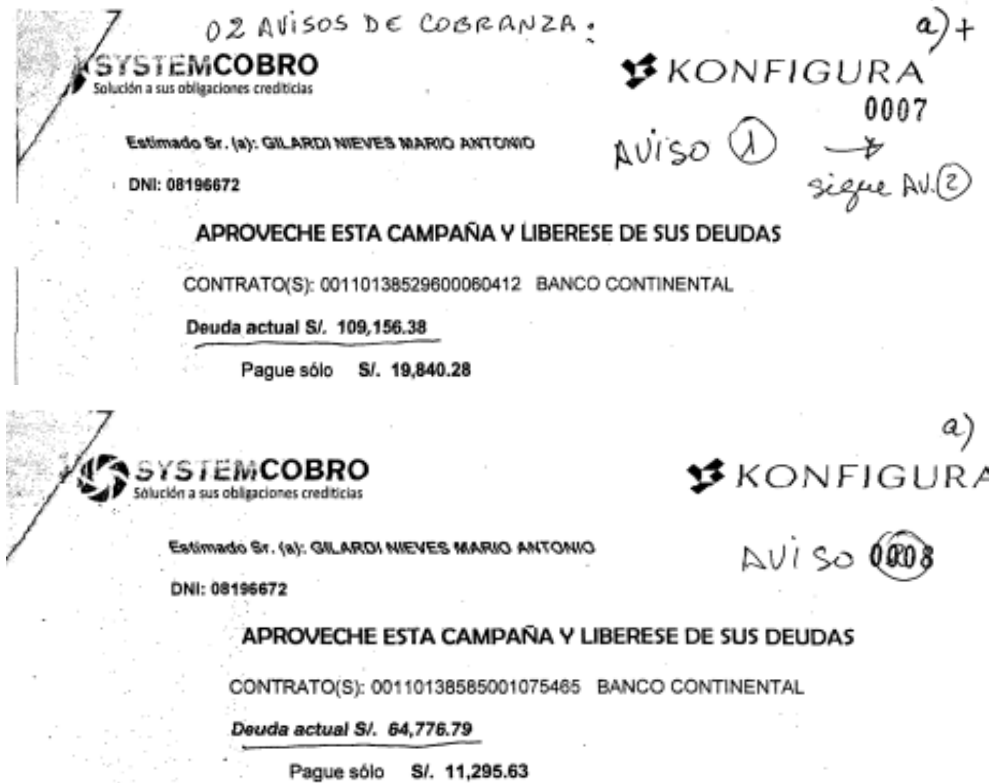 02 AVISOS DE COBRANZA:
a)+
SYSTEMCOBRO
Solución a sus obligaciones crediticias
KONFIGURA
0007
Estimado Sr. (a): GILARDI NIEVES MARIO ANTONIO
AVISO 1 →
DNI: 08196672
sigue AV. 2
APROVECHE ESTA CAMPAÑA Y LIBERESE DE SUS DEUDAS
CONTRATO(S): 00110138529600060412 BANCO CONTINENTAL
Deuda actual S/. 109,156.38
Pague sólo S/. 19,840.28
a)
SYSTEMCOBRO
Solución a sus obligaciones crediticias
KONFIGURA
Estimado Sr. (a): GILARDI NIEVES MARIO ANTONIO
AVISO 0008
DNI: 08196672
APROVECHE ESTA CAMPAÑA Y LIBERESE DE SUS DEUDAS
CONTRATO(S): 00110138585001075465 BANCO CONTINENTAL
Deuda actual S/. 64,776.79
Pague sólo S/. 11,295.63